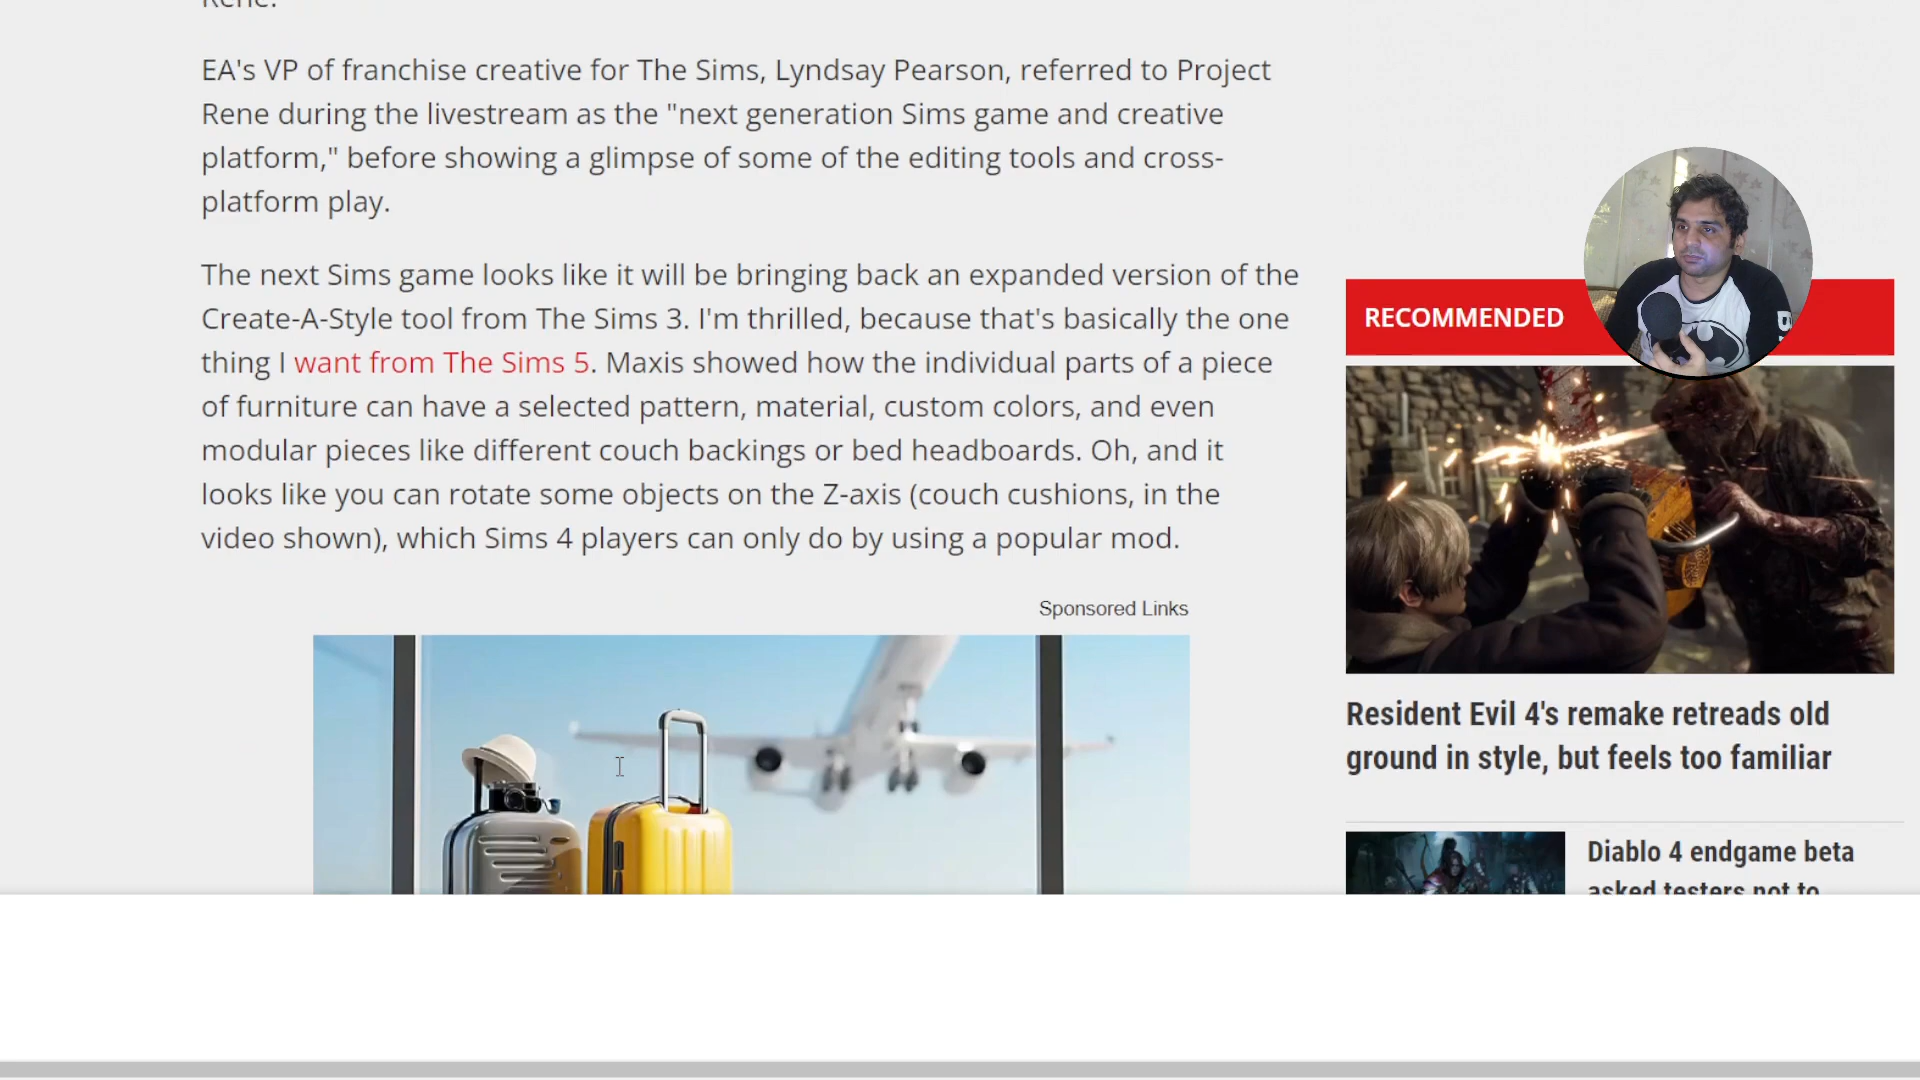 EA's VP of franchise creative for The Sims, Lyndsay Pearson, referred to Project
Rene during the livestream as the "next generation Sims game and creative
platform," before showing a glimpse of some of the editing tools and cross-
platform play.
The next Sims game looks like it will be bringing back an expanded version of the
Create-A-Style tool from The Sims 3. I'm thrilled, because that's basically the one
thing I want from The Sims 5. Maxis showed how the individual parts of a piece
of furniture can have a selected pattern, material, custom colors, and even
modular pieces like different couch backings or bed headboards. Oh, and it
looks like you can rotate some objects on the Z-axis (couch cushions, in the
video shown), which Sims 4 players can only do by using a popular mod.
Sponsored Links
RECOMMENDED
Resident Evil 4's remake retreads old
ground in style, but feels too familiar
Diablo 4 endgame beta
asked testers not to